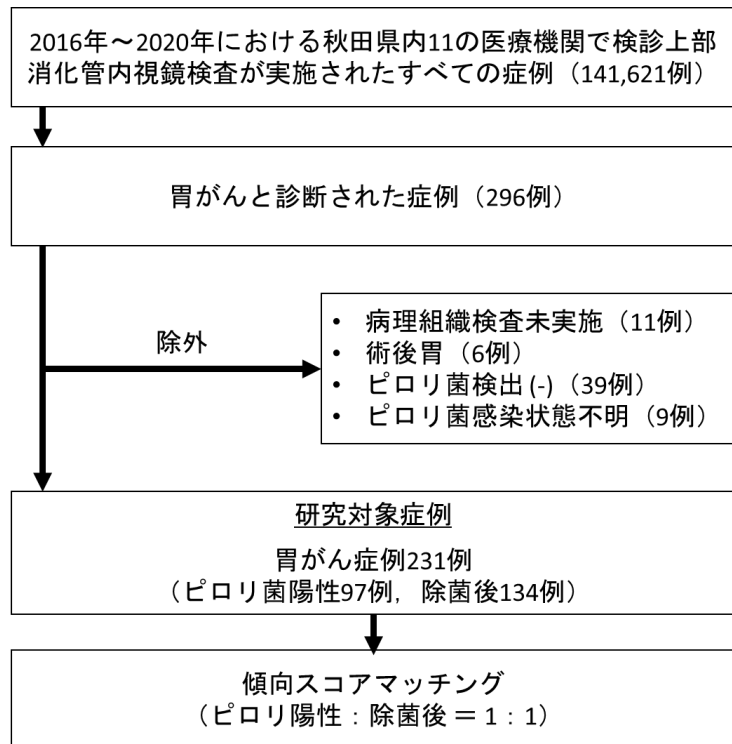 2016年～2020年における秋田県内11の医療機関で検診上部
消化管内視鏡検査が実施されたすべての症例（141,621例）
胃がんと診断された症例（296例）
除外
• 病理組織検査未実施（11例）
• 術後胃（6例）
• ピロリ菌検出 (-)（39例）
• ピロリ菌感染状態不明（9例）
研究対象症例
胃がん症例231例
（ピロリ菌陽性97例，除菌後134例）
傾向スコアマッチング
（ピロリ陽性：除菌後 ＝ 1：1）